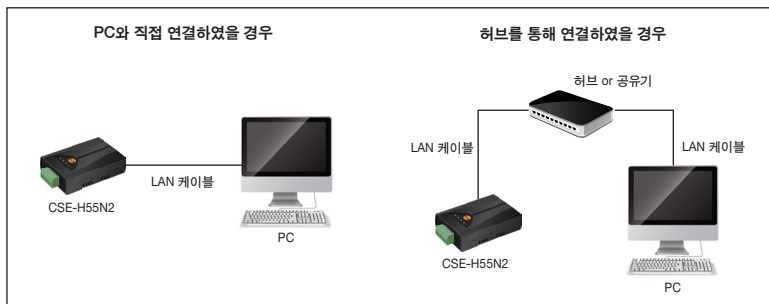 PC와 직접 연결하였을 경우
LAN 케이블
CSE-H55N2
PC
허브를 통해 연결하였을 경우
허브 or 공유기
LAN 케이블
LAN 케이블
CSE-H55N2
PC